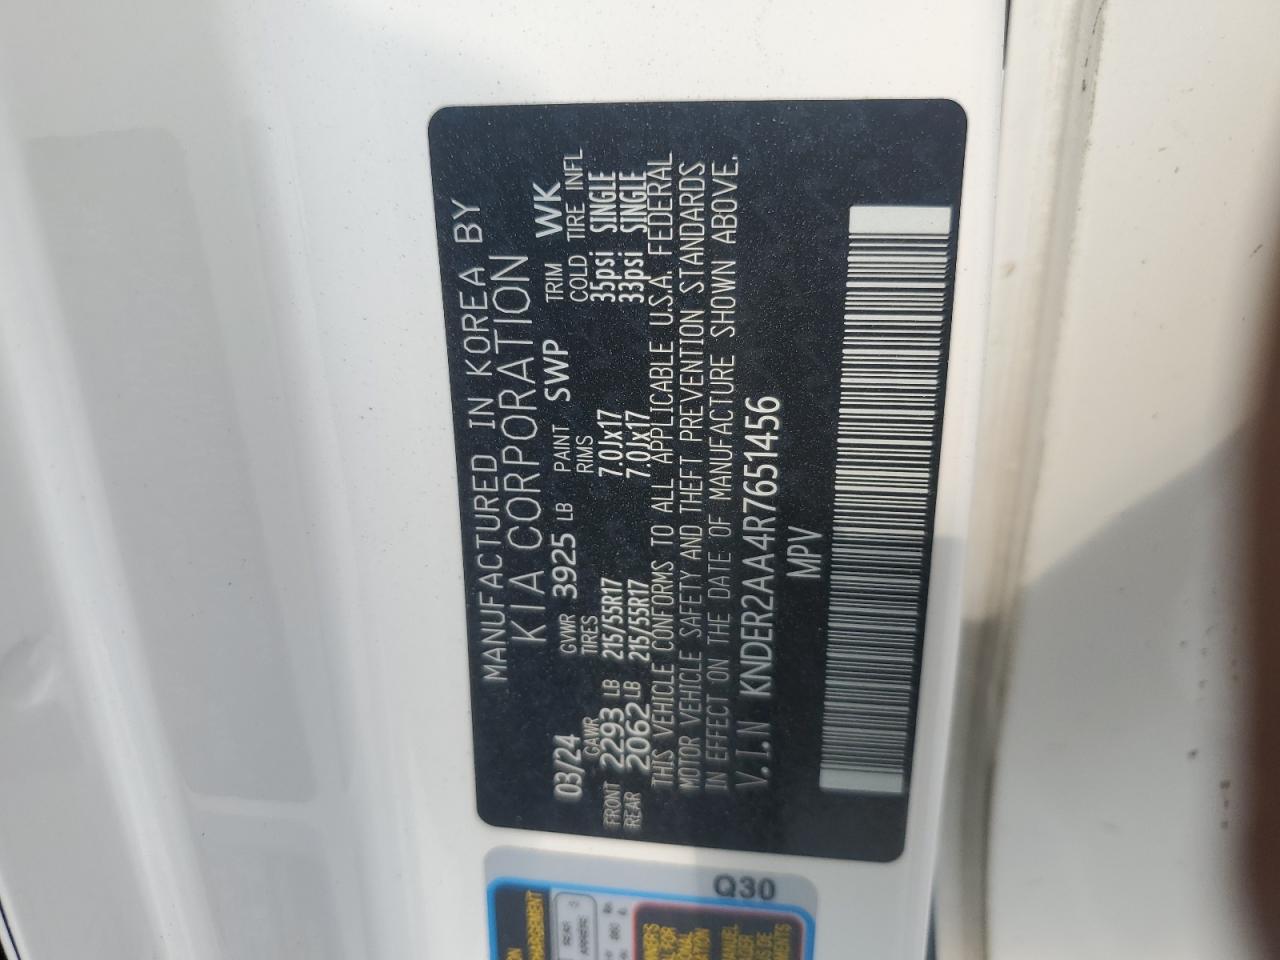 MANUFACTURED IN KOREA BY
KIA CORPORATION
03/24 GVWR 3925 LB PAINT SWP TRIM WK
GAWR TIRES RIMS COLD TIRE INFL
FRONT 2293 LB 215/55R17 7.0Jx17 35psi SINGLE
REAR 2062 LB 215/55R17 7.0Jx17 33psi SINGLE
THIS VEHICLE CONFORMS TO ALL APPLICABLE U.S.A. FEDERAL
MOTOR VEHICLE SAFETY AND THEFT PREVENTION STANDARDS
IN EFFECT ON THE DATE OF MANUFACTURE SHOWN ABOVE.
V.I.N KNDER2AA4R7651456
MPV
Q30